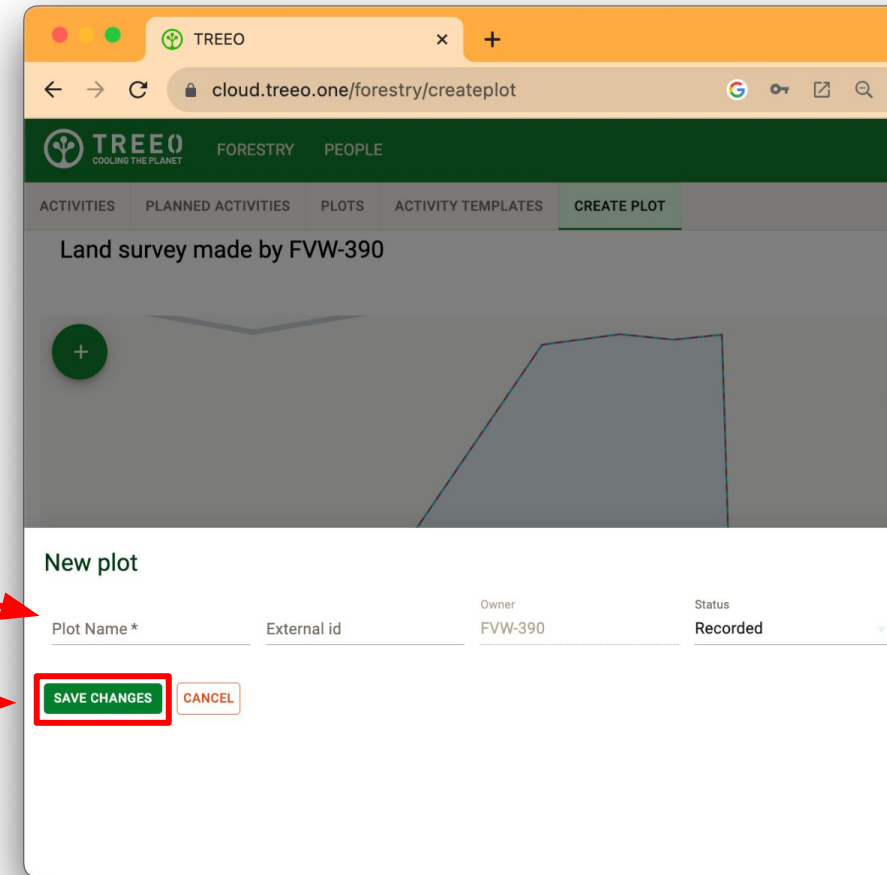 TREEO
cloud.treeo.one/forestry/createplot
TREEO
COOLING THE PLANET
FORESTRY PEOPLE
ACTIVITIES PLANNED ACTIVITIES PLOTS ACTIVITY TEMPLATES CREATE PLOT
Land survey made by FVW-390
New plot
Owner Status
Plot Name * External id FVW-390 Recorded
SAVE CHANGES CANCEL